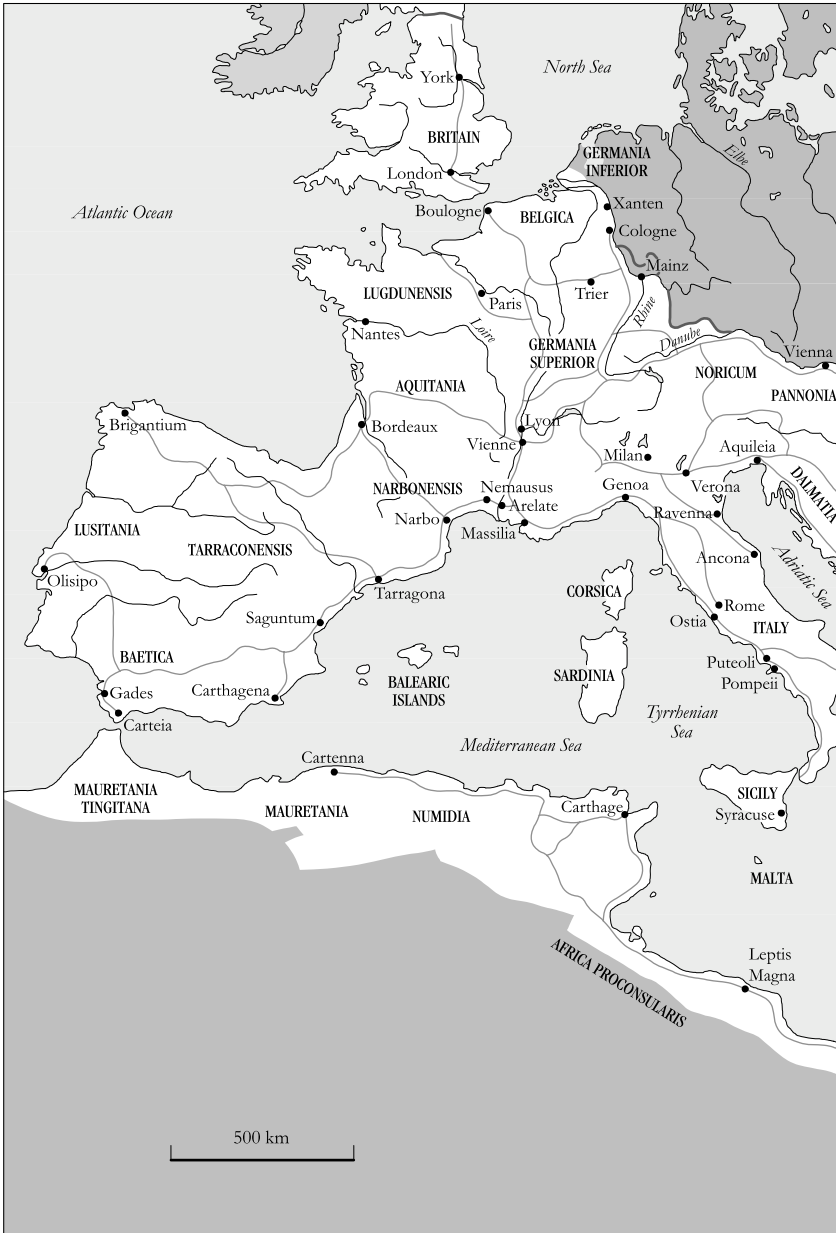 North Sea
York
BRITAIN
Elbe
GERMANIA
INFERIOR
London
Xanten
Atlantic Ocean
Boulogne
BELGICA
Cologne
Mainz
LUGDUNENSIS
Paris
Trier
Rhine
Nantes
Loire
GERMANIA
SUPERIOR
Danube
Vienna
NORICUM
AQUITANIA
PANNONIA
Brigantium
Bordeaux
Lyon
Vienne
Milan
Aquileia
Verona
DALMATIA
NARBONENSIS
Nemausus
Genoa
Arelate
Narbo
Massilia
Ravenna
LUSITANIA
TARRACONENSIS
Ancona
Adriatic Sea
Olisipo
Tarragona
CORSICA
Rome
Saguntum
Ostia
ITALY
BAETICA
Puteoli
Pompeii
SARDINIA
BALEARIC
ISLANDS
Gades
Carthagena
Carteia
Tyrrhenian
Sea
Mediterranean Sea
Cartenna
MAURETANIA
TINGITANA
MAURETANIA
NUMIDIA
Carthage
SICILY
Syracuse
MALTA
AFRICA PROCONSULARIS
Leptis
Magna
500 km